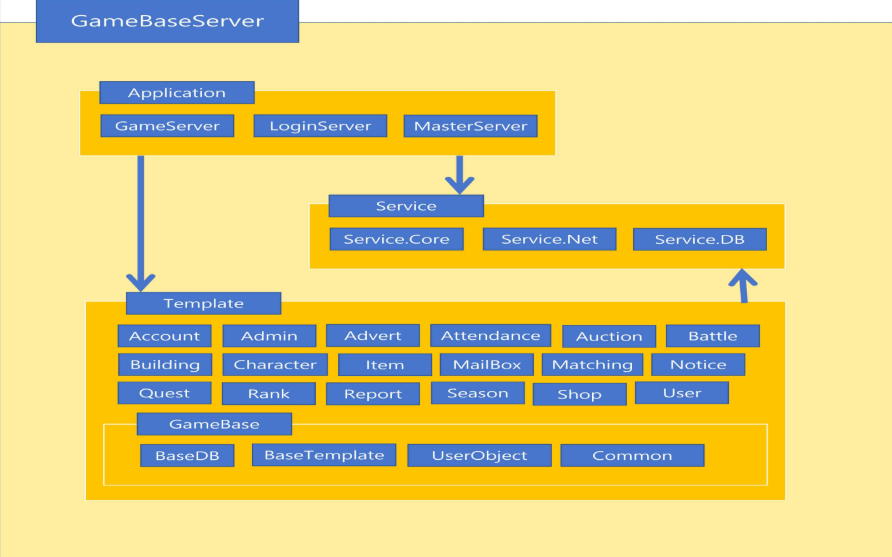 GameBaseServer
Application
GameServer LoginServer MasterServer
Service
Service.Core Service.Net Service.DB
Template
Account Admin Advert Attendance Auction Battle
Building Character Item MailBox Matching Notice
Quest Rank Report Season Shop User
GameBase
BaseDB BaseTemplate UserObject Common